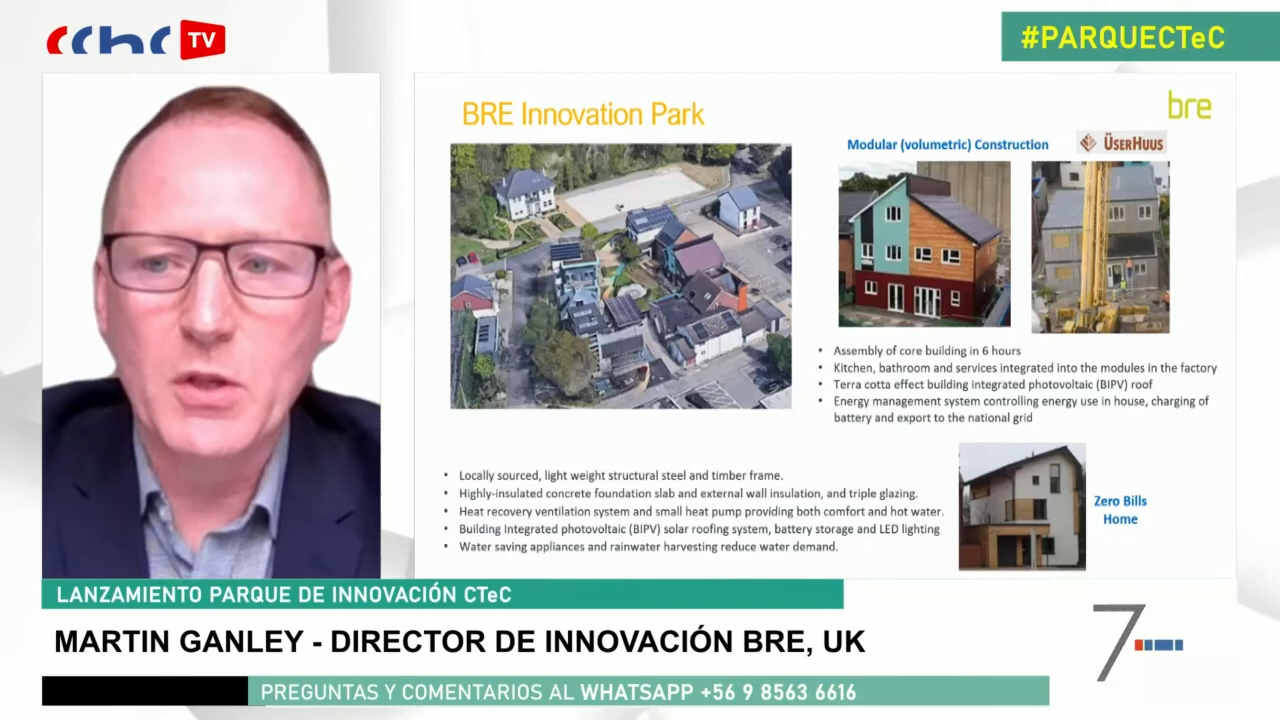 cchc TV
#PARQUECTeC
BRE Innovation Park
bre
Modular (volumetric) Construction
ÜSERHUUS
• Assembly of core building in 6 hours
• Kitchen, bathroom and services integrated into the modules in the factory
• Terra cotta effect building integrated photovoltaic (BIPV) roof
• Energy management system controlling energy use in house, charging of
battery and export to the national grid
• Locally sourced, light weight structural steel and timber frame.
• Highly-insulated concrete foundation slab and external wall insulation, and triple glazing.
• Heat recovery ventilation system and small heat pump providing both comfort and hot water.
• Building Integrated photovoltaic (BIPV) solar roofing system, battery storage and LED lighting
• Water saving appliances and rainwater harvesting reduce water demand.
Zero Bills
Home
LANZAMIENTO PARQUE DE INNOVACIÓN CTeC
MARTIN GANLEY - DIRECTOR DE INNOVACIÓN BRE, UK
7
PREGUNTAS Y COMENTARIOS AL WHATSAPP +56 9 8563 6616